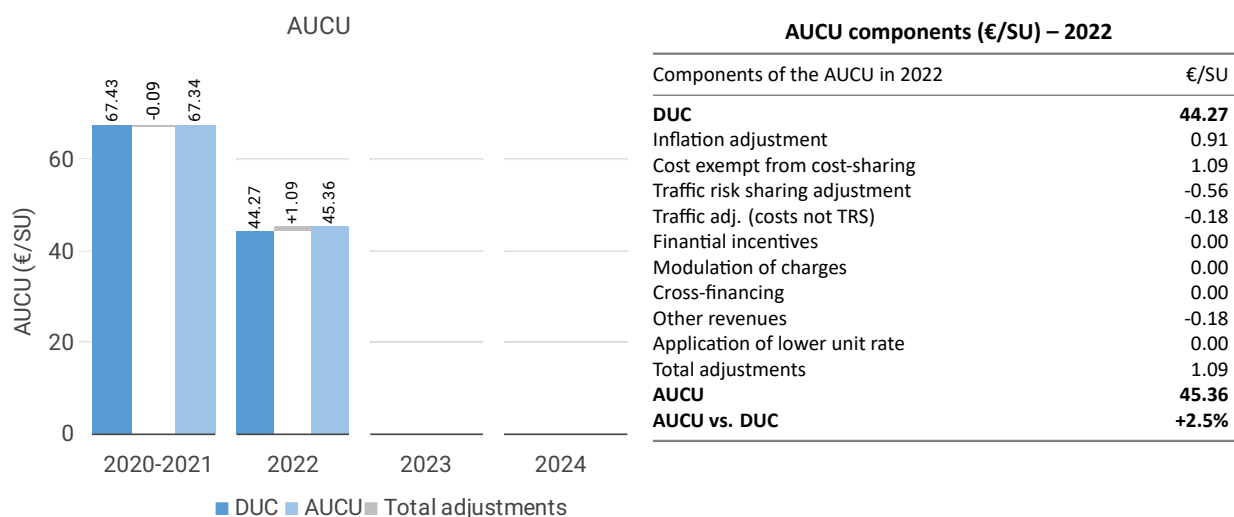 AUCU
67.43
-0.09
67.34
44.27
+1.09
45.36
60
40
20
0
AUCU (€/SU)
2020-2021
2022
2023
2024
DUC
AUCU
Total adjustments
AUCU components (€/SU) – 2022
Components of the AUCU in 2022 €/SU
DUC 44.27
Inflation adjustment 0.91
Cost exempt from cost-sharing 1.09
Traffic risk sharing adjustment -0.56
Traffic adj. (costs not TRS) -0.18
Finantial incentives 0.00
Modulation of charges 0.00
Cross-financing 0.00
Other revenues -0.18
Application of lower unit rate 0.00
Total adjustments 1.09
AUCU 45.36
AUCU vs. DUC +2.5%